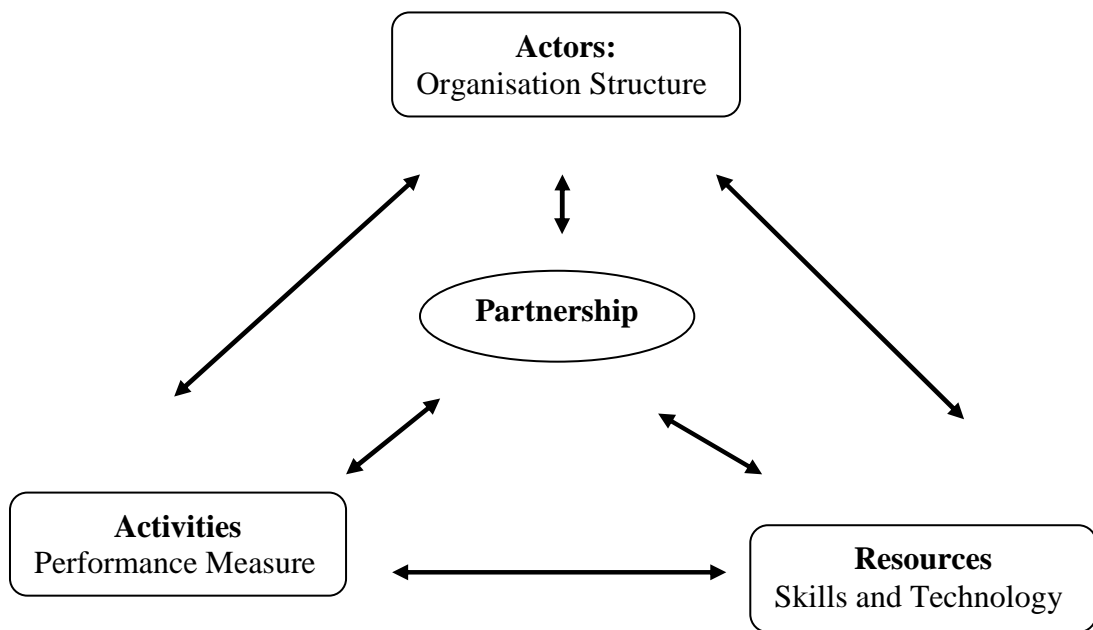 Actors:
Organisation Structure
Partnership
Activities
Performance Measure
Resources
Skills and Technology